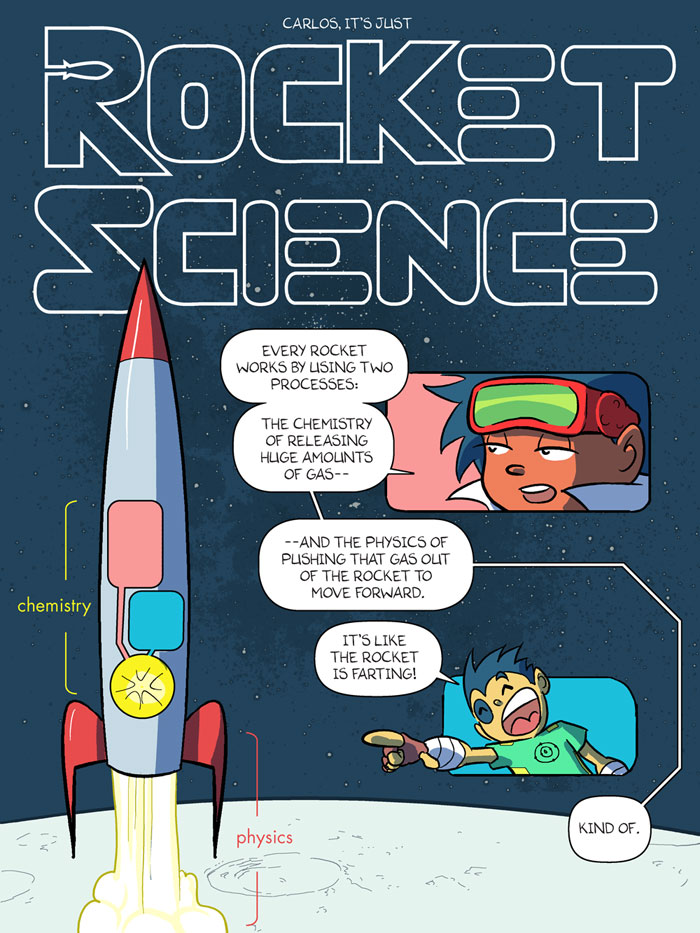 CARLOS, IT'S JUST
ROCKET
SCIENCE
EVERY ROCKET
WORKS BY USING TWO
PROCESSES:
THE CHEMISTRY
OF RELEASING
HUGE AMOUNTS
OF GAS--
--AND THE PHYSICS OF
PUSHING THAT GAS OUT
OF THE ROCKET TO
MOVE FORWARD.
chemistry
IT'S LIKE
THE ROCKET
IS FARTING!
physics
KIND OF.